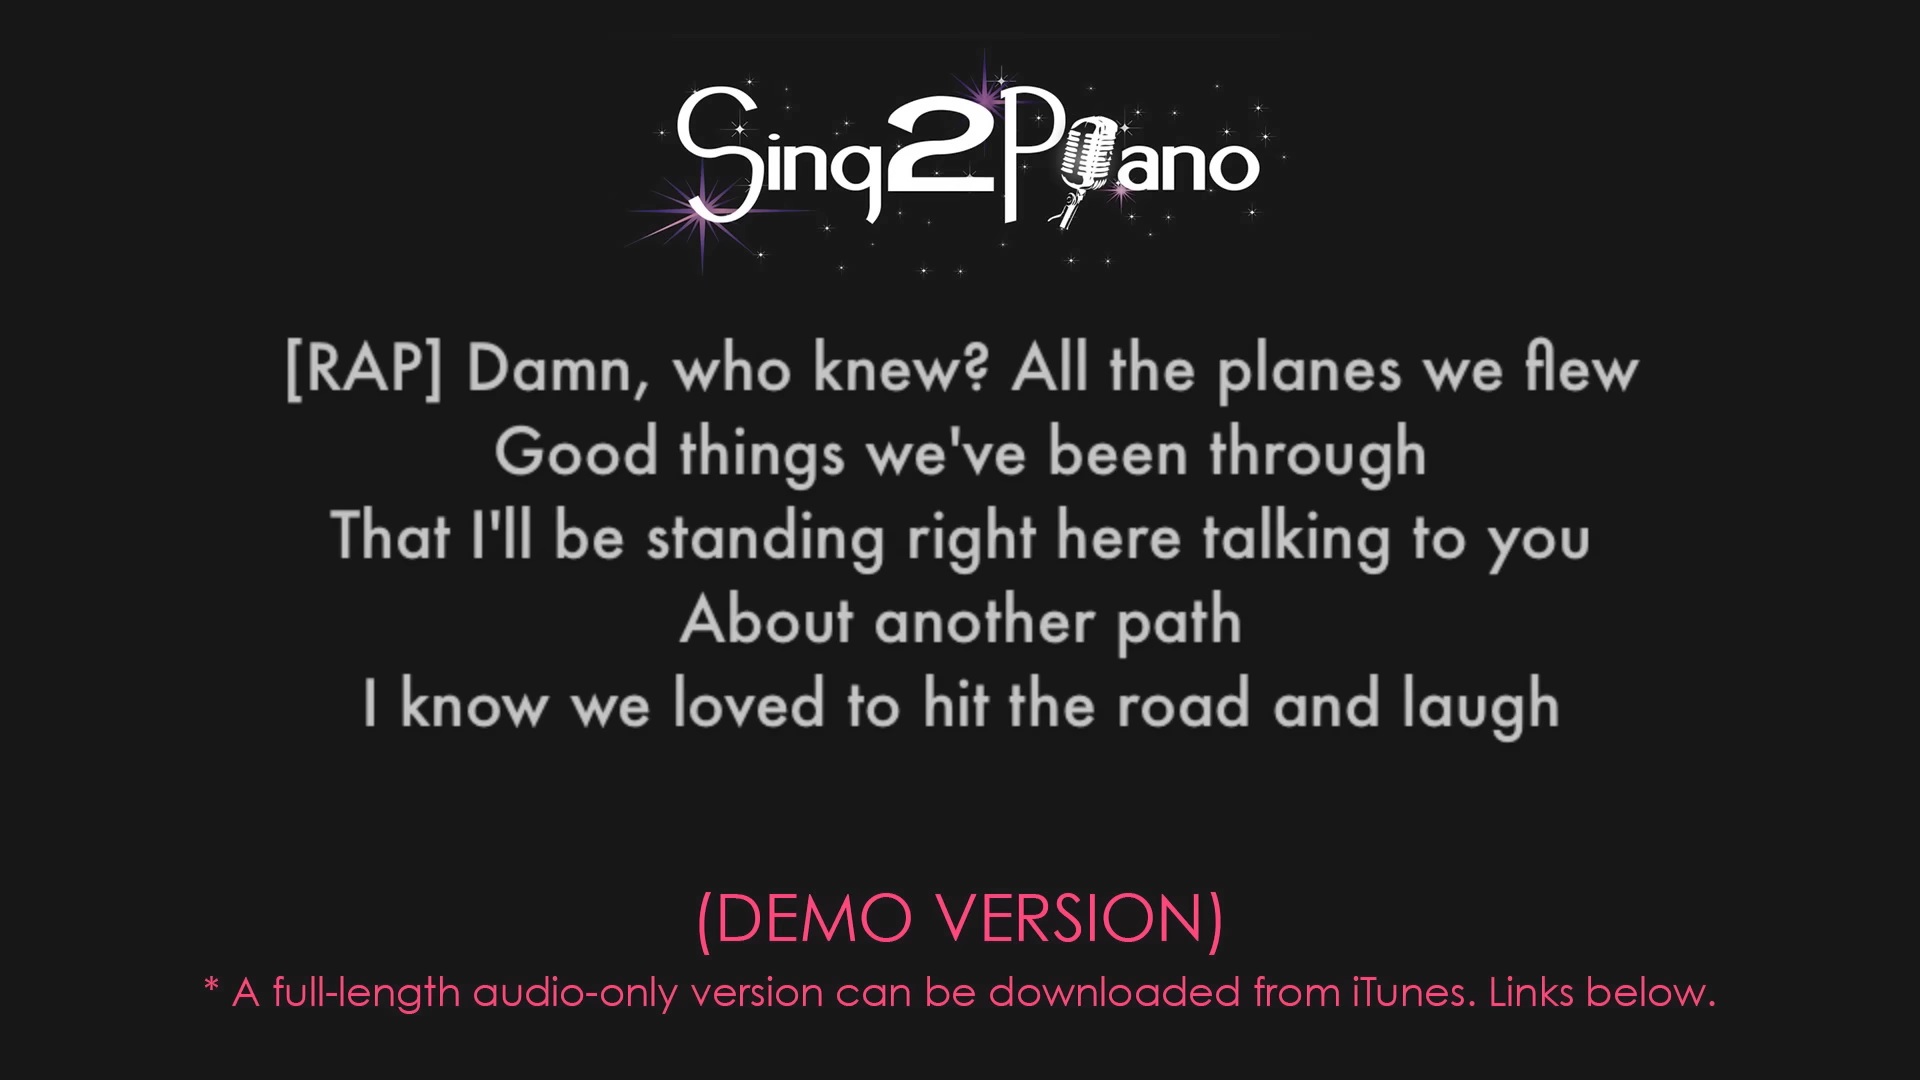 Sing2Piano
[RAP] Damn, who knew? All the planes we flew
Good things we've been through
That I'll be standing right here talking to you
About another path
I know we loved to hit the road and laugh
(DEMO VERSION)
* A full-length audio-only version can be downloaded from iTunes. Links below.